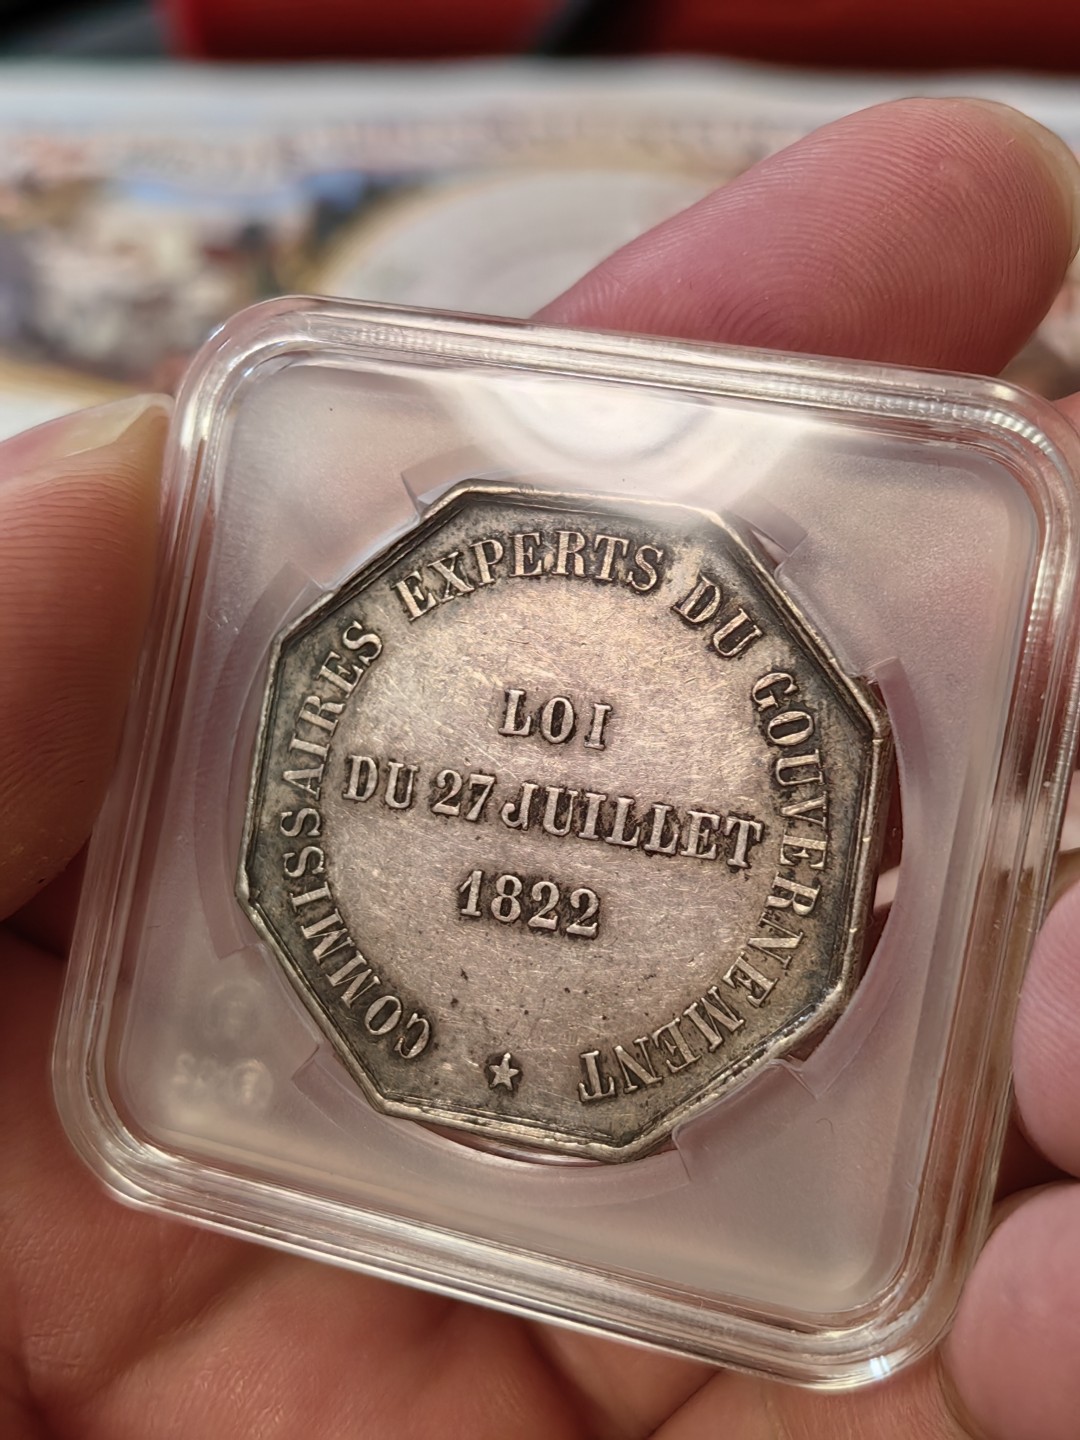 COMMISSAIRES EXPERTS DU GOUVERNEMENT
LOI
DU 27 JUILLET
1822